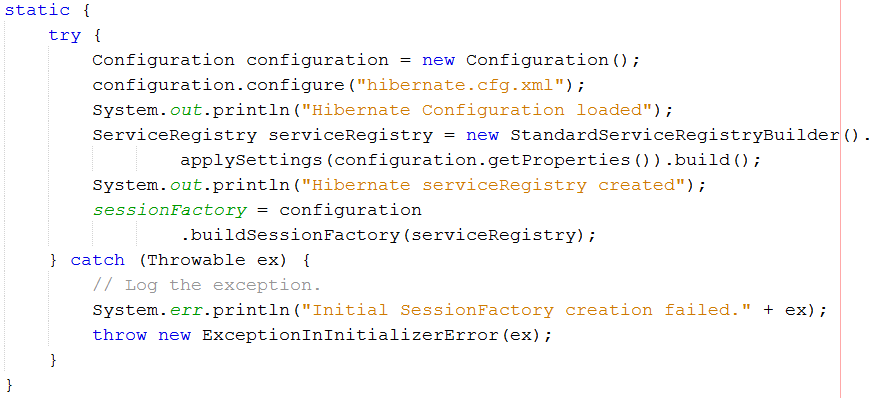 static {
    try {
        Configuration configuration = new Configuration();
        configuration.configure("hibernate.cfg.xml");
        System.out.println("Hibernate Configuration loaded");
        ServiceRegistry serviceRegistry = new StandardServiceRegistryBuilder().
                applySettings(configuration.getProperties()).build();
        System.out.println("Hibernate serviceRegistry created");
        sessionFactory = configuration
                .buildSessionFactory(serviceRegistry);
    } catch (Throwable ex) {
        // Log the exception.
        System.err.println("Initial SessionFactory creation failed." + ex);
        throw new ExceptionInInitializerError(ex);
    }
}